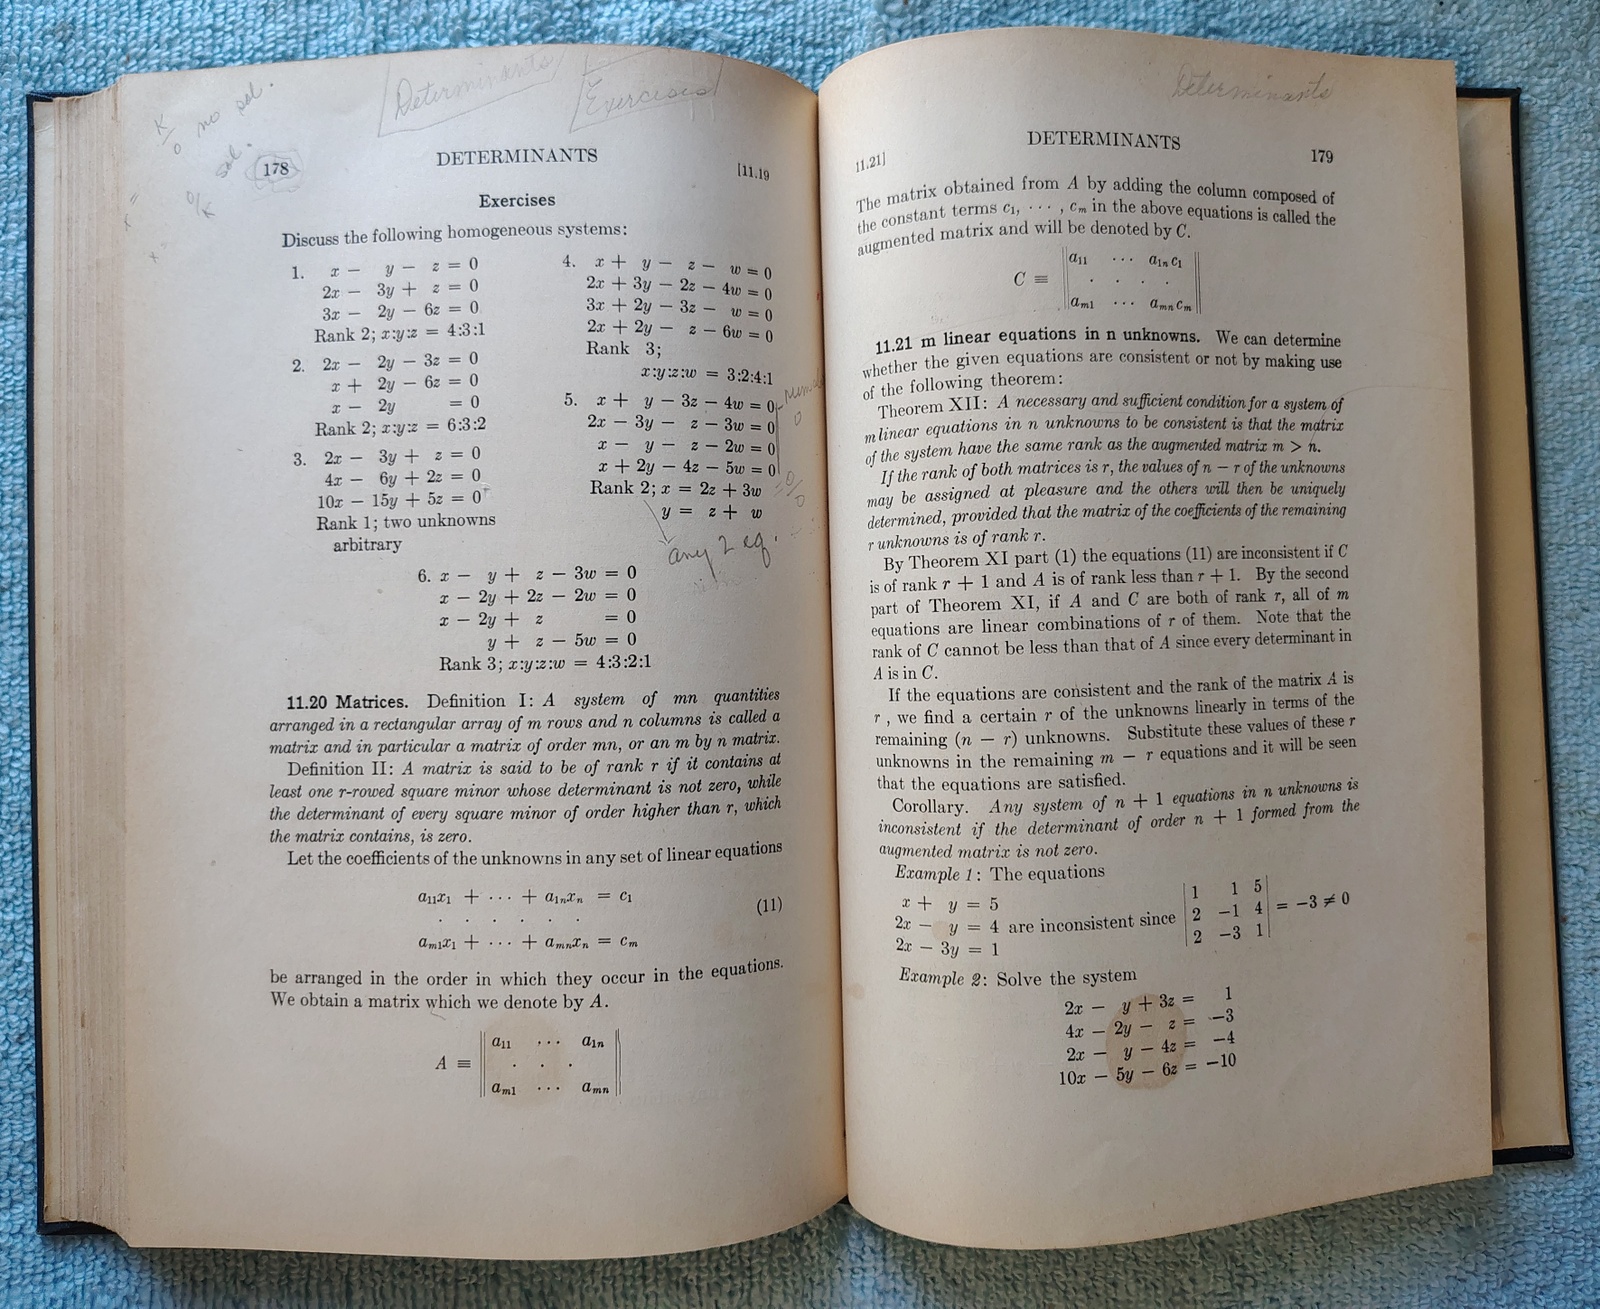 K/0 no sol.
0/K sol.
Determinants
Exercises
178 DETERMINANTS [11.19
Exercises
Discuss the following homogeneous systems:
1. x − y − z = 0
2x − 3y + z = 0
3x − 2y − 6z = 0
Rank 2; x:y:z = 4:3:1
2. 2x − 2y − 3z = 0
x + 2y − 6z = 0
x − 2y = 0
Rank 2; x:y:z = 6:3:2
3. 2x − 3y + z = 0
4x − 6y + 2z = 0
10x − 15y + 5z = 0
Rank 1; two unknowns
arbitrary
4. x + y − z − w = 0
2x + 3y − 2z − 4w = 0
3x + 2y − 3z − w = 0
2x + 2y − z − 6w = 0
Rank 3;
x:y:z:w = 3:2:4:1
5. x + y − 3z − 4w = 0
2x − 3y − z − 3w = 0
x − y − z − 2w = 0
x + 2y − 4z − 5w = 0
Rank 2; x = 2z + 3w
y = z + w
any 2 eq.
6. x − y + z − 3w = 0
x − 2y + 2z − 2w = 0
x − 2y + z = 0
y + z − 5w = 0
Rank 3; x:y:z:w = 4:3:2:1
11.20 Matrices. Definition I: A system of mn quantities
arranged in a rectangular array of m rows and n columns is called a
matrix and in particular a matrix of order mn, or an m by n matrix.
Definition II: A matrix is said to be of rank r if it contains at
least one r-rowed square minor whose determinant is not zero, while
the determinant of every square minor of order higher than r, which
the matrix contains, is zero.
Let the coefficients of the unknowns in any set of linear equations
a₁₁x₁ + ··· + a₁ₙxₙ = c₁
. . . . . . (11)
aₘ₁x₁ + ··· + aₘₙxₙ = cₘ
be arranged in the order in which they occur in the equations.
We obtain a matrix which we denote by A.
a₁₁ ··· a₁ₙ
A ≡ . . .
aₘ₁ ··· aₘₙ
Determinants
11.21] DETERMINANTS 179
The matrix obtained from A by adding the column composed of
the constant terms c₁, ··· , cₘ in the above equations is called the
augmented matrix and will be denoted by C.
a₁₁ ··· a₁ₙ c₁
C ≡ . . . .
aₘ₁ ··· aₘₙ cₘ
11.21 m linear equations in n unknowns. We can determine
whether the given equations are consistent or not by making use
of the following theorem:
Theorem XII: A necessary and sufficient condition for a system of
m linear equations in n unknowns to be consistent is that the matrix
of the system have the same rank as the augmented matrix m > n.
If the rank of both matrices is r, the values of n − r of the unknowns
may be assigned at pleasure and the others will then be uniquely
determined, provided that the matrix of the coefficients of the remaining
r unknowns is of rank r.
By Theorem XI part (1) the equations (11) are inconsistent if C
is of rank r + 1 and A is of rank less than r + 1. By the second
part of Theorem XI, if A and C are both of rank r, all of m
equations are linear combinations of r of them. Note that the
rank of C cannot be less than that of A since every determinant in
A is in C.
If the equations are consistent and the rank of the matrix A is
r , we find a certain r of the unknowns linearly in terms of the
remaining (n − r) unknowns. Substitute these values of these r
unknowns in the remaining m − r equations and it will be seen
that the equations are satisfied.
Corollary. Any system of n + 1 equations in n unknowns is
inconsistent if the determinant of order n + 1 formed from the
augmented matrix is not zero.
Example 1: The equations
x + y = 5 | 1 1 5 |
2x − y = 4 are inconsistent since | 2 −1 4 | = −3 ≠ 0
2x − 3y = 1 | 2 −3 1 |
Example 2: Solve the system
2x − y + 3z = 1
4x − 2y − z = −3
2x − y − 4z = −4
10x − 5y − 6z = −10